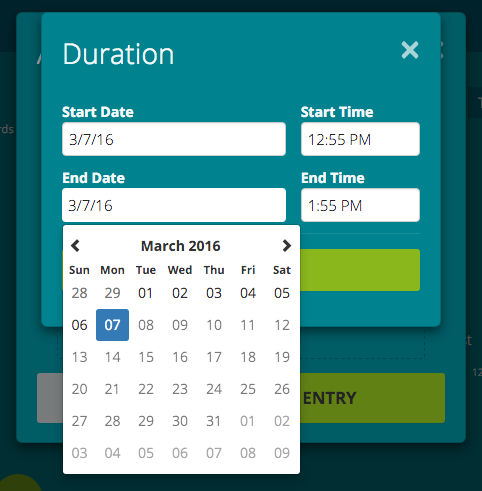 Duration
Start Date
Start Time
3/7/16
12:55 PM
End Date
End Time
3/7/16
1:55 PM
March 2016
Sun Mon Tue Wed Thu Fri Sat
28 29 01 02 03 04 05
06 07 08 09 10 11 12
13 14 15 16 17 18 19
20 21 22 23 24 25 26
27 28 29 30 31 01 02
03 04 05 06 07 08 09
ENTRY